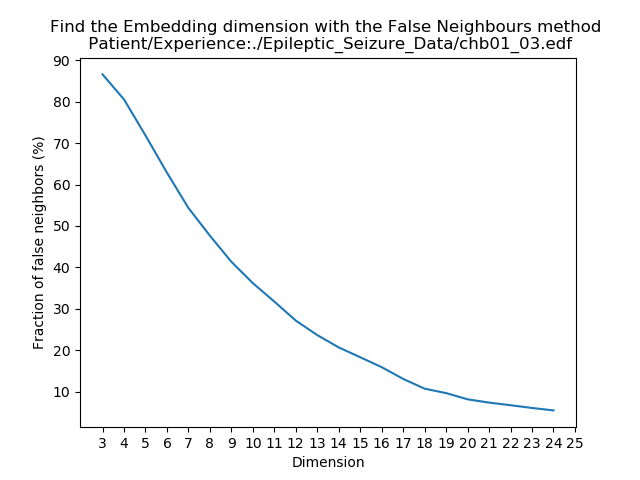 Find the Embedding dimension with the False Neighbours method
Patient/Experience:./Epileptic_Seizure_Data/chb01_03.edf
90
80
70
60
50
40
30
20
10
Fraction of false neighbors (%)
3 4 5 6 7 8 9 10 11 12 13 14 15 16 17 18 19 20 21 22 23 24 25
Dimension